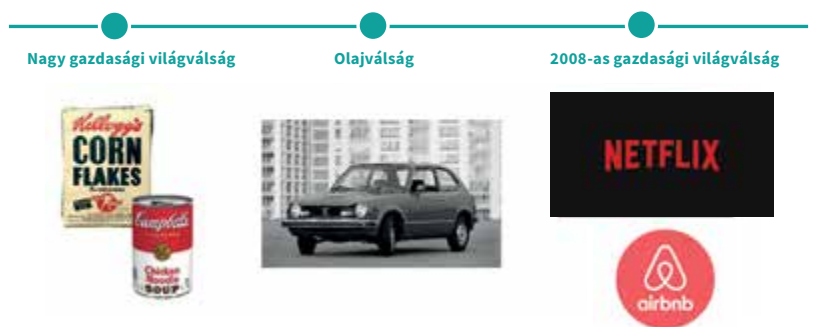 Nagy gazdasági világválság
Olajválság
2008-as gazdasági világválság
Kellogg's
CORN
FLAKES
Campbell's
Chicken
Noodle
SOUP
NETFLIX
airbnb